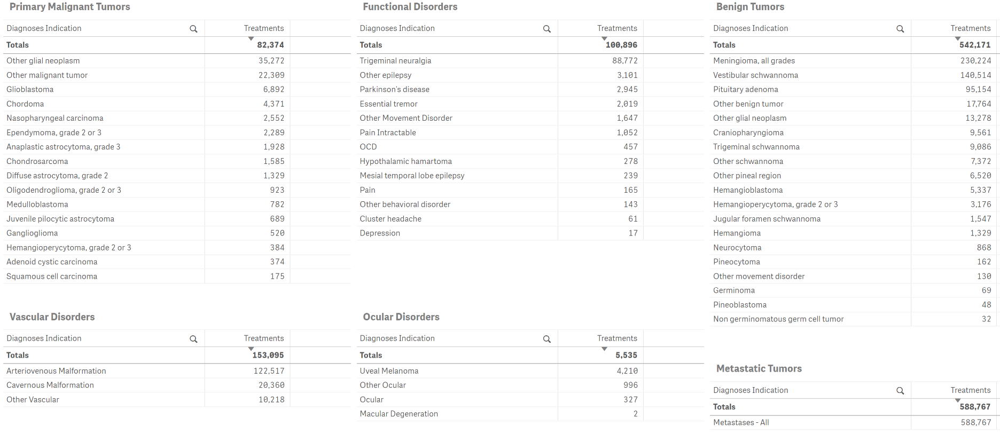 Primary Malignant Tumors
Diagnoses Indication Treatments
Totals 82,374
Other glial neoplasm 35,272
Other malignant tumor 22,309
Glioblastoma 6,892
Chordoma 4,371
Nasopharyngeal carcinoma 2,552
Ependymoma, grade 2 or 3 2,289
Anaplastic astrocytoma, grade 3 1,928
Chondrosarcoma 1,585
Diffuse astrocytoma, grade 2 1,329
Oligodendroglioma, grade 2 or 3 923
Medulloblastoma 782
Juvenile pilocytic astrocytoma 689
Ganglioglioma 520
Hemangioperycytoma, grade 2 or 3 384
Adenoid cystic carcinoma 374
Squamous cell carcinoma 175
Functional Disorders
Diagnoses Indication Treatments
Totals 100,896
Trigeminal neuralgia 88,772
Other epilepsy 3,101
Parkinson's disease 2,945
Essential tremor 2,019
Other Movement Disorder 1,647
Pain Intractable 1,052
OCD 457
Hypothalamic hamartoma 278
Mesial temporal lobe epilepsy 239
Pain 165
Other behavioral disorder 143
Cluster headache 61
Depression 17
Benign Tumors
Diagnoses Indication Treatments
Totals 542,171
Meningioma, all grades 230,224
Vestibular schwannoma 140,514
Pituitary adenoma 95,154
Other benign tumor 17,764
Other glial neoplasm 13,278
Craniopharyngioma 9,561
Trigeminal schwannoma 9,086
Other schwannoma 7,372
Other pineal region 6,520
Hemangioblastoma 5,337
Hemangioperycytoma, grade 2 or 3 3,176
Jugular foramen schwannoma 1,547
Hemangioma 1,329
Neurocytoma 868
Pineocytoma 162
Other movement disorder 130
Germinoma 69
Pineoblastoma 48
Non germinomatous germ cell tumor 32
Vascular Disorders
Diagnoses Indication Treatments
Totals 153,095
Arteriovenous Malformation 122,517
Cavernous Malformation 20,360
Other Vascular 10,218
Ocular Disorders
Diagnoses Indication Treatments
Totals 5,535
Uveal Melanoma 4,210
Other Ocular 996
Ocular 327
Macular Degeneration 2
Metastatic Tumors
Diagnoses Indication Treatments
Totals 588,767
Metastases - All 588,767